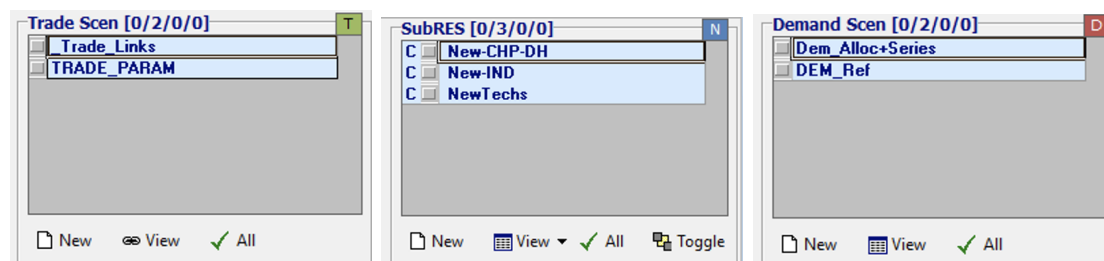 Trade Scen [0/2/0/0]
T
_Trade_Links
TRADE_PARAM
New View All
SubRES [0/3/0/0]
N
C New-CHP-DH
C New-IND
C NewTechs
New View All Toggle
Demand Scen [0/2/0/0]
D
Dem_Alloc+Series
DEM_Ref
New View All